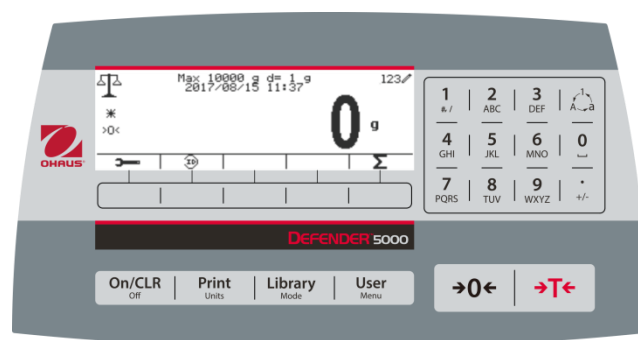 Max 10000 g d= 1 g
2017/08/15 11:37
123
>0<
0 g
ID
Σ
OHAUS
DEFENDER 5000
On/CLR
Off
Print
Units
Library
Mode
User
Menu
1
& /
2
ABC
3
DEF
1
A a
4
GHI
5
JKL
6
MNO
0
7
PQRS
8
TUV
9
WXYZ
.
+/-
→0←
→T←